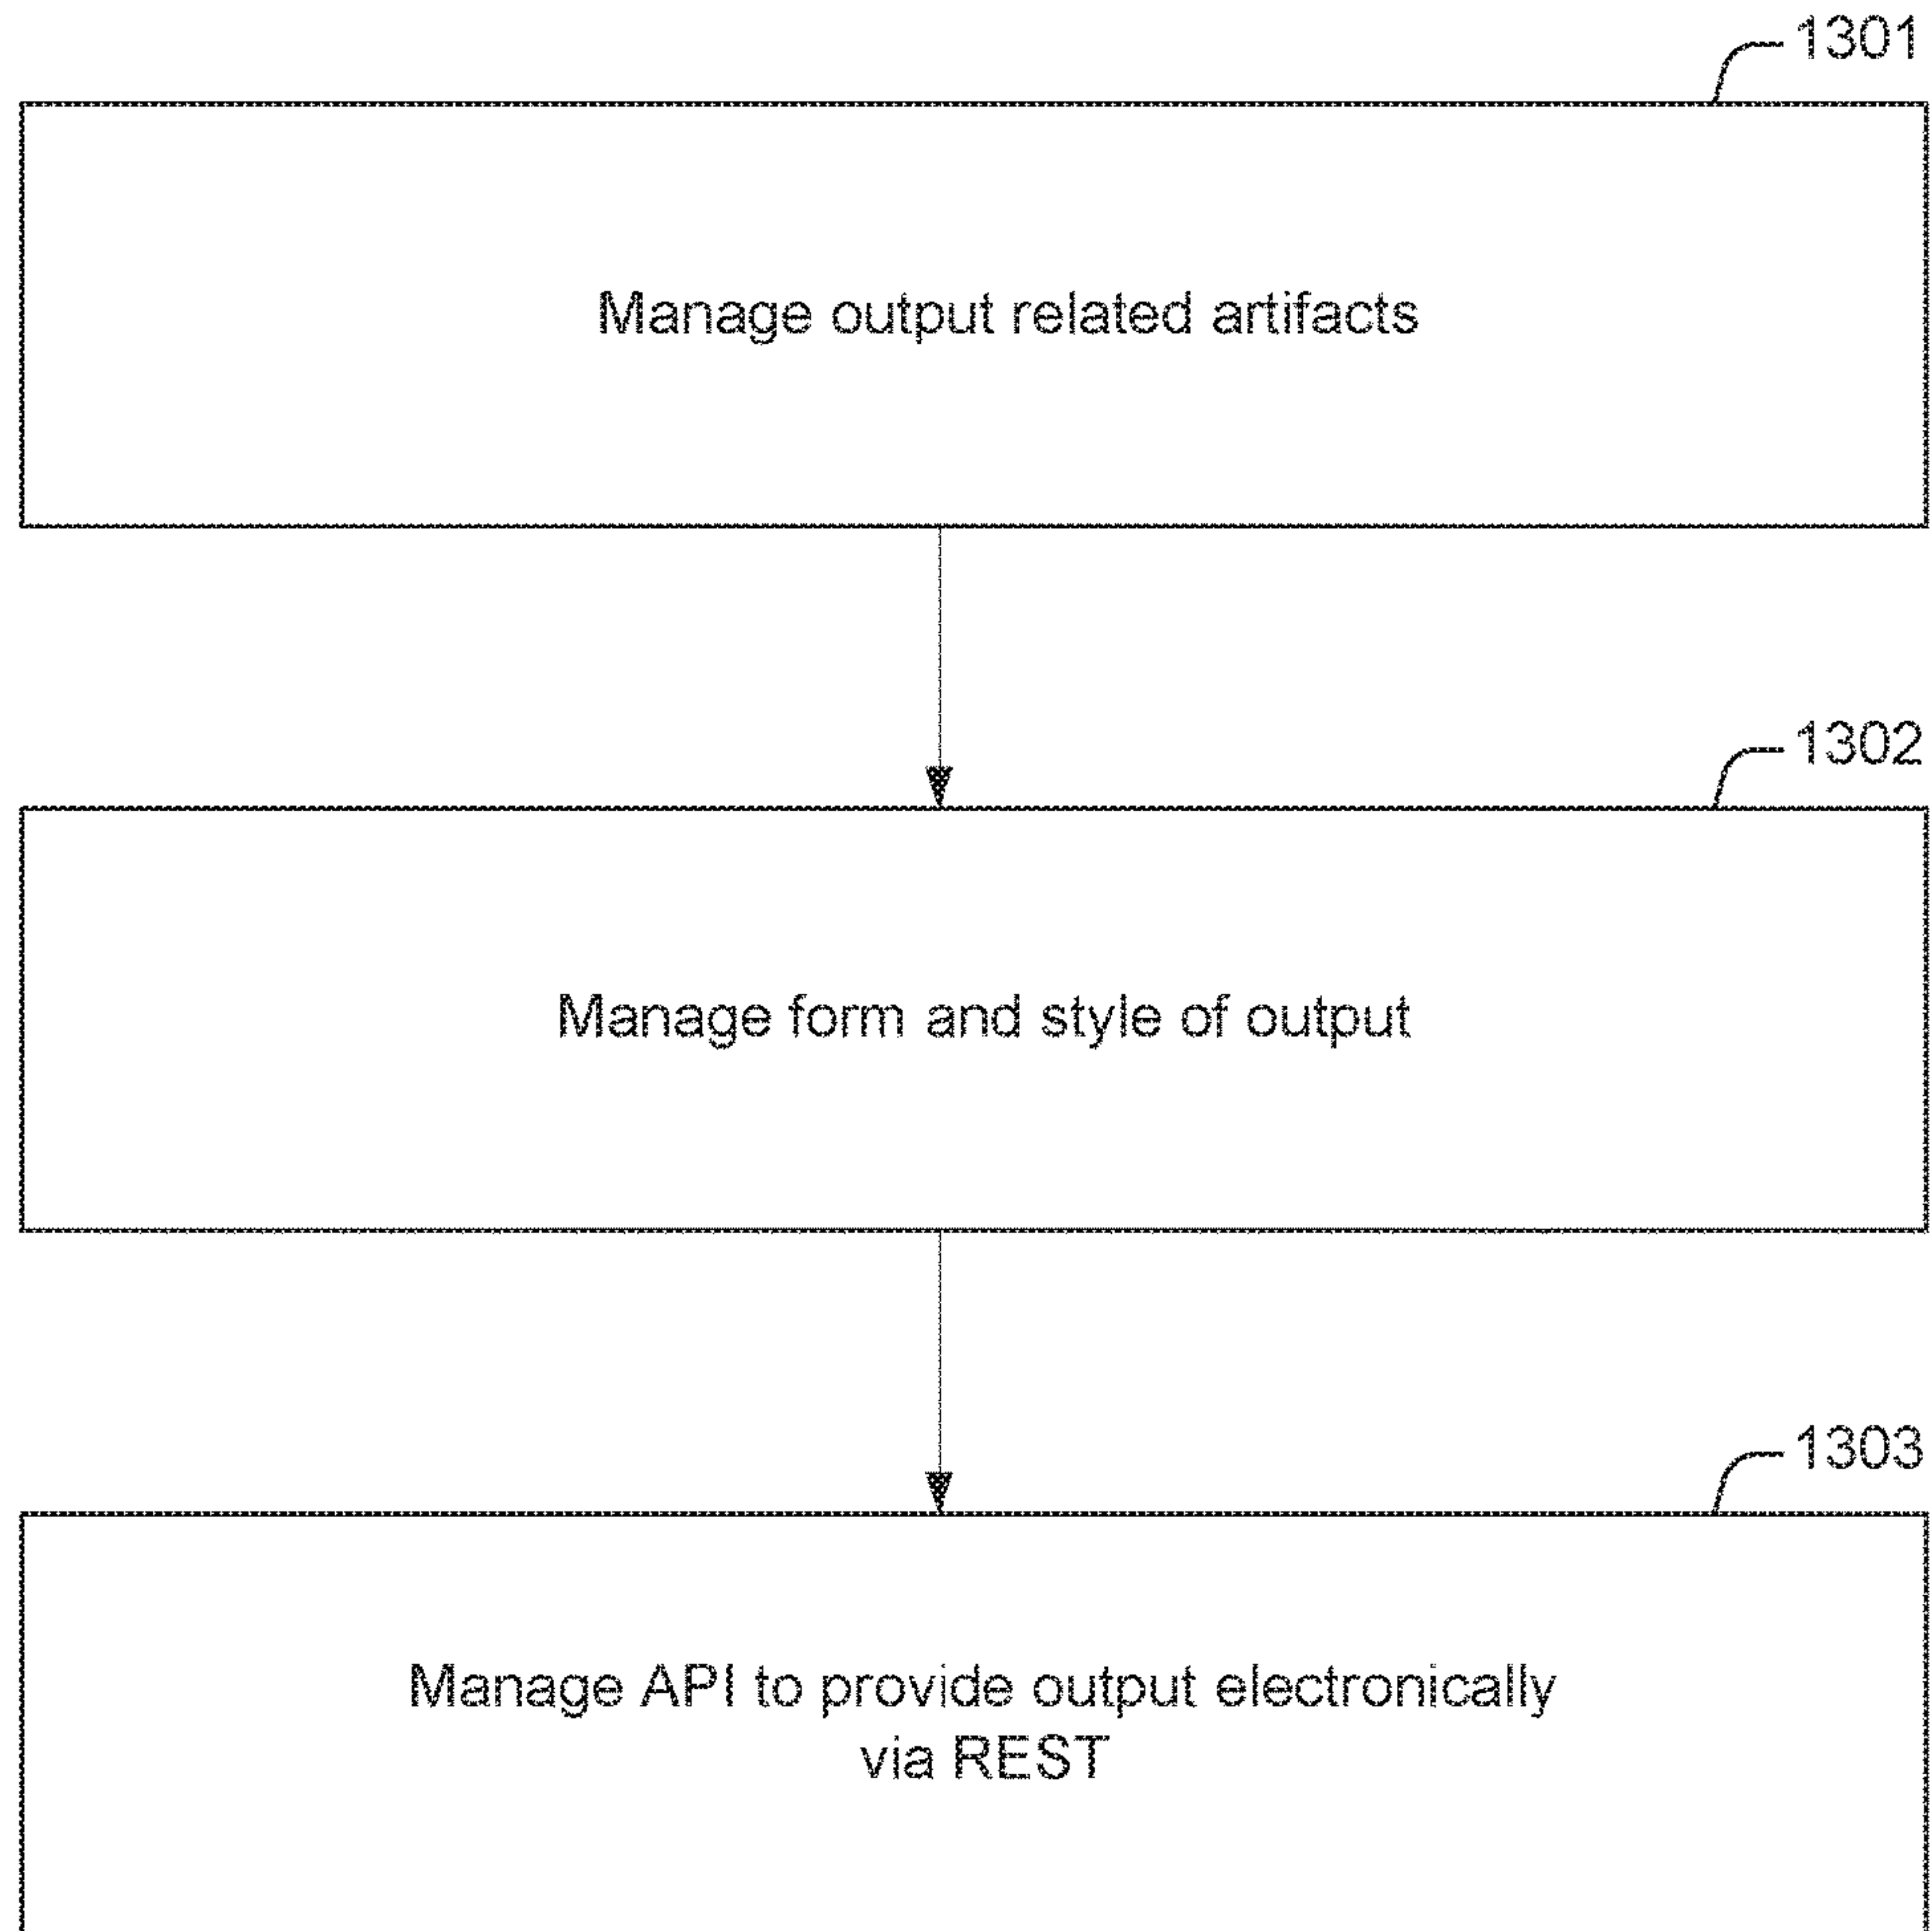 1301
Manage output related artifacts
1302
Manage form and style of output
1303
Manage API to provide output electronically
via REST